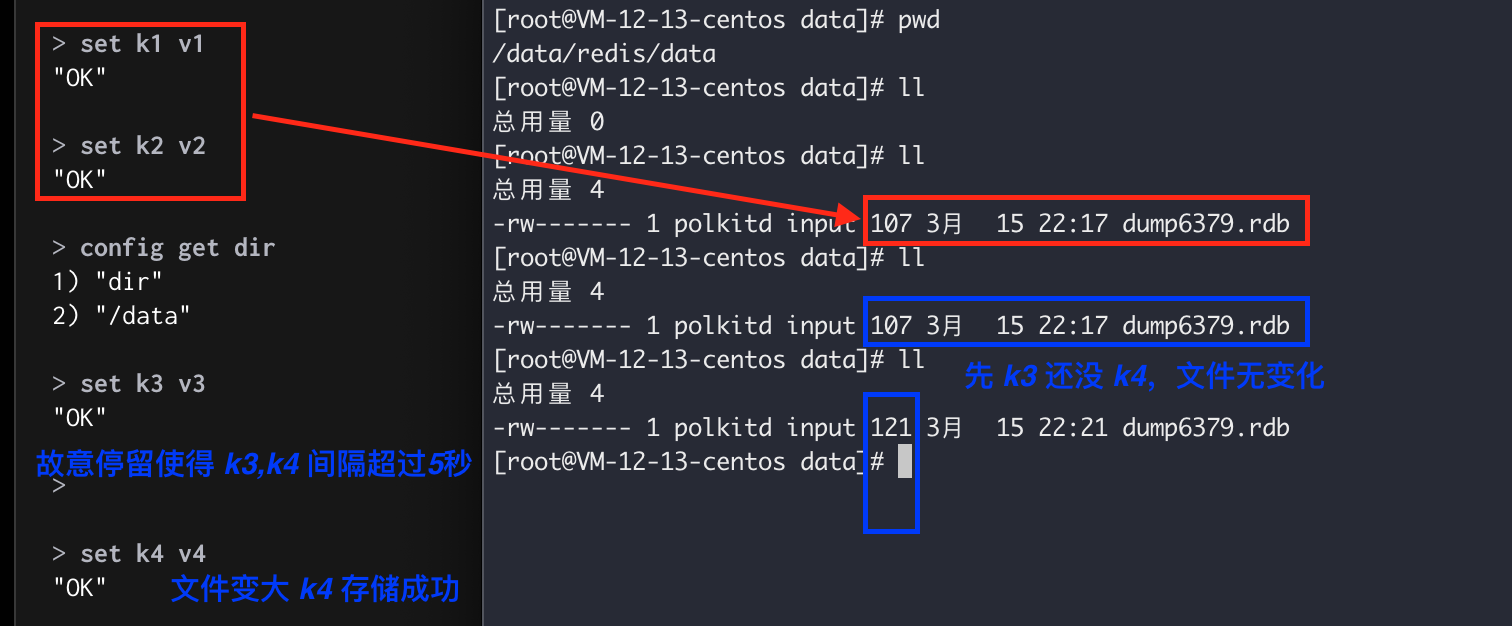 > set k1 v1
"OK"
> set k2 v2
"OK"
> config get dir
1) "dir"
2) "/data"
> set k3 v3
"OK"
故意停留使得 k3,k4 间隔超过5秒
>
> set k4 v4
"OK"
文件变大 k4 存储成功
[root@VM-12-13-centos data]# pwd
/data/redis/data
[root@VM-12-13-centos data]# ll
总用量 0
[root@VM-12-13-centos data]# ll
总用量 4
-rw------- 1 polkitd input 107 3月  15 22:17 dump6379.rdb
[root@VM-12-13-centos data]# ll
总用量 4
-rw------- 1 polkitd input 107 3月  15 22:17 dump6379.rdb
[root@VM-12-13-centos data]# ll
先 k3 还没 k4，文件无变化
总用量 4
-rw------- 1 polkitd input 121 3月  15 22:21 dump6379.rdb
[root@VM-12-13-centos data]#